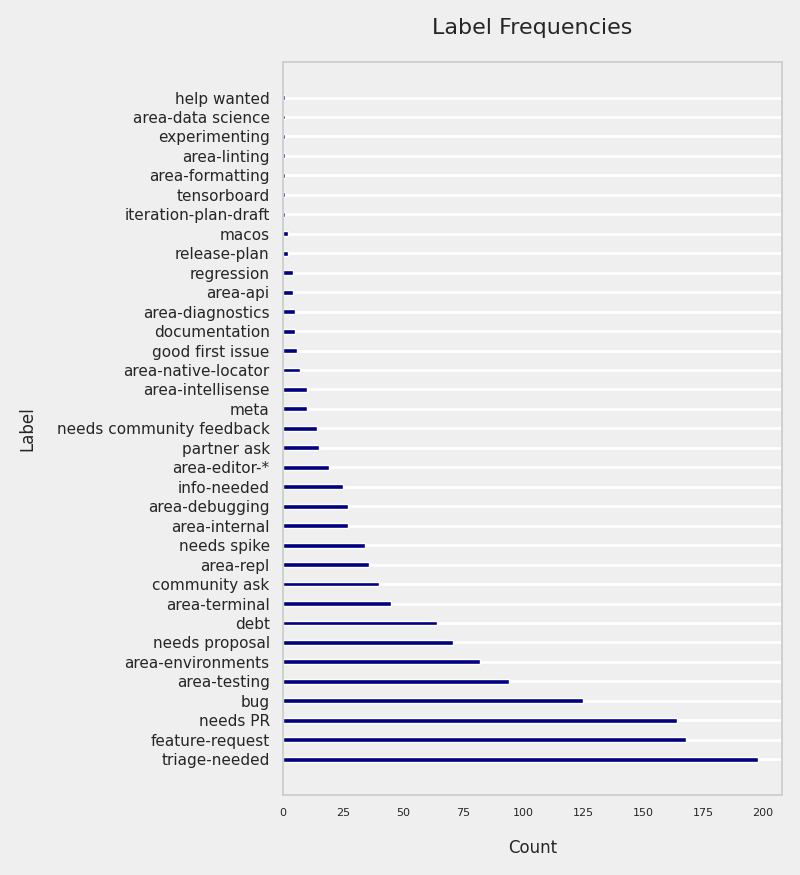 Label Frequencies
help wanted
area-data science
experimenting
area-linting
area-formatting
tensorboard
iteration-plan-draft
macos
release-plan
regression
area-api
area-diagnostics
documentation
good first issue
area-native-locator
area-intellisense
meta
needs community feedback
partner ask
area-editor-*
info-needed
area-debugging
area-internal
needs spike
area-repl
community ask
area-terminal
debt
needs proposal
area-environments
area-testing
bug
needs PR
feature-request
triage-needed
Label
0 25 50 75 100 125 150 175 200
Count